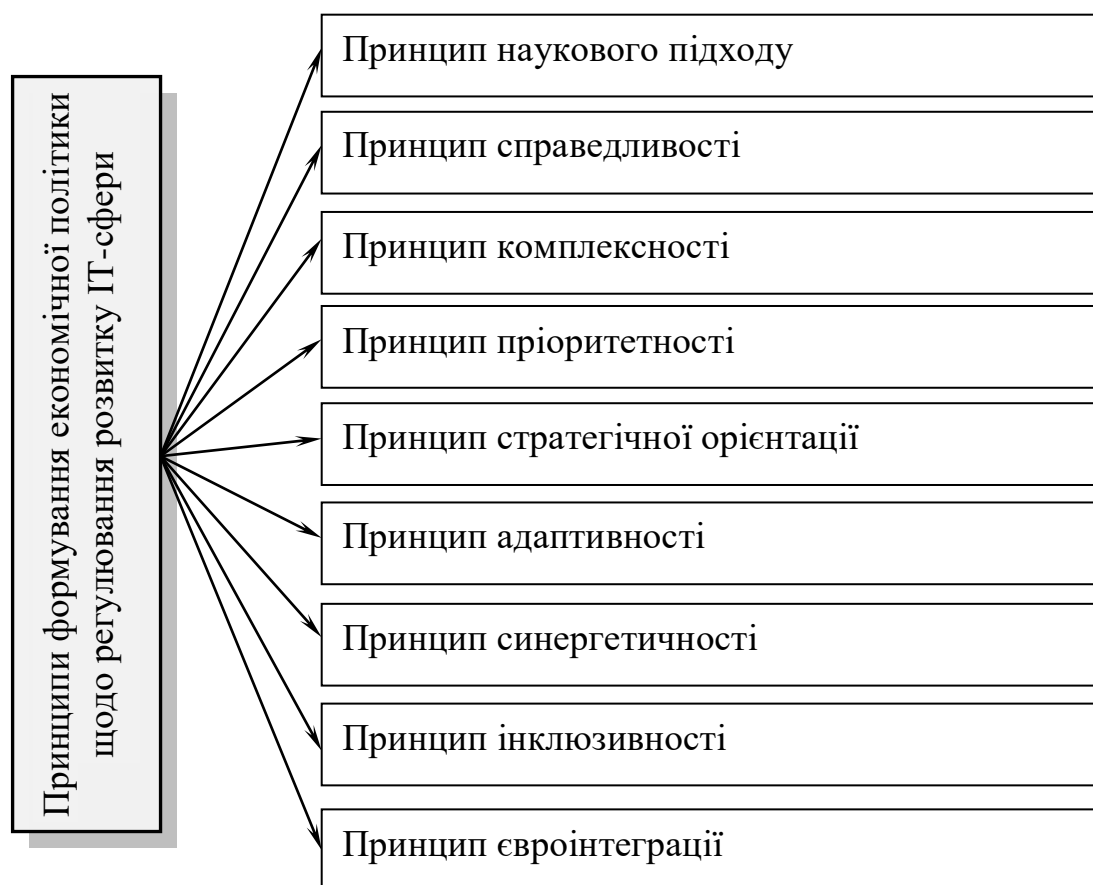 Принципи формування економічної політики
щодо регулювання розвитку ІТ-сфери
Принцип наукового підходу
Принцип справедливості
Принцип комплексності
Принцип пріоритетності
Принцип стратегічної орієнтації
Принцип адаптивності
Принцип синергетичності
Принцип інклюзивності
Принцип євроінтеграції